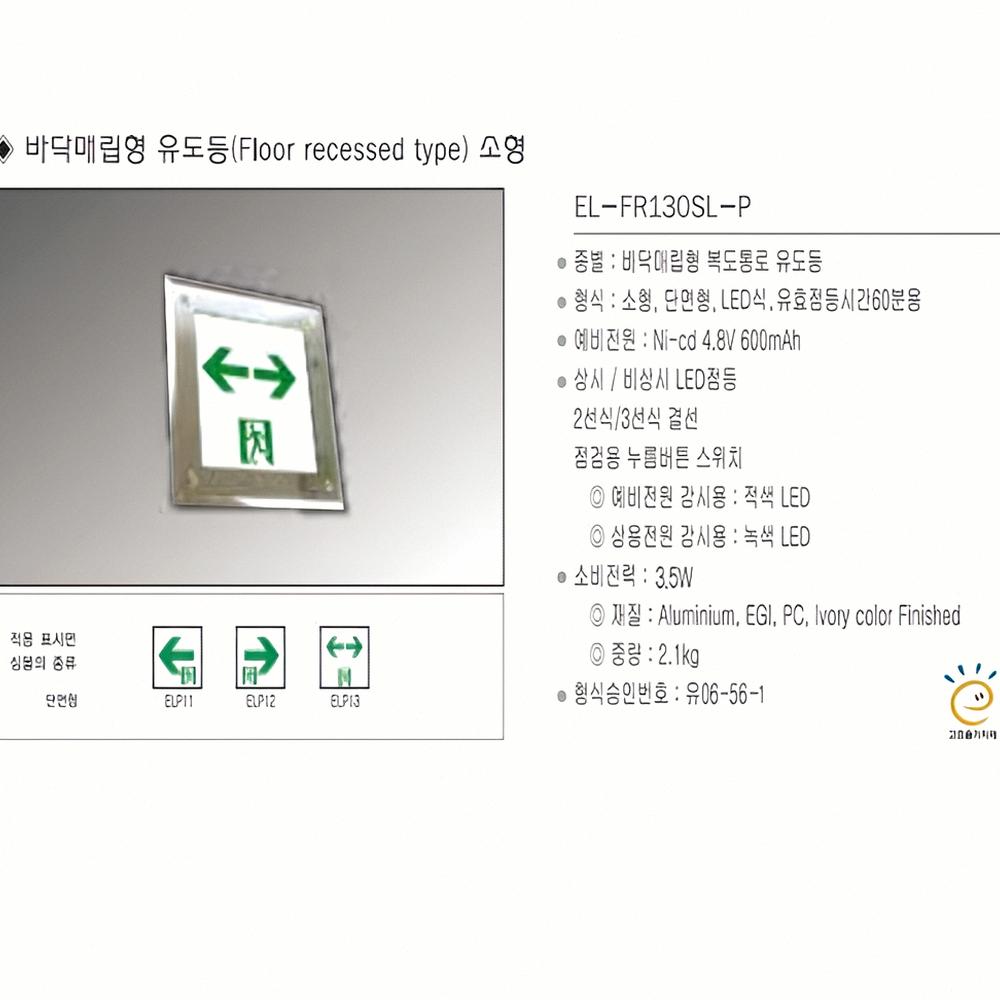 ◈ 바닥매립형 유도등(Floor recessed type) 소형
EL-FR130SL-P
● 종별 : 바닥매립형 복도통로 유도등
● 형식 : 소형, 단면형, LED식, 유효점등시간60분용
● 예비전원 : Ni-cd 4.8V 600mAh
● 상시 / 비상시 LED점등
2선식/3선식 결선
점검용 누름버튼 스위치
◎ 예비전원 감시용 : 적색 LED
◎ 상용전원 감시용 : 녹색 LED
● 소비전력 : 3.5W
◎ 재질 : Aluminium, EGI, PC, Ivory color Finished
◎ 중량 : 2.1kg
● 형식승인번호 : 유06-56-1
적용 표시면
심볼의 종류
단면형
ELP11
ELP12
ELP13